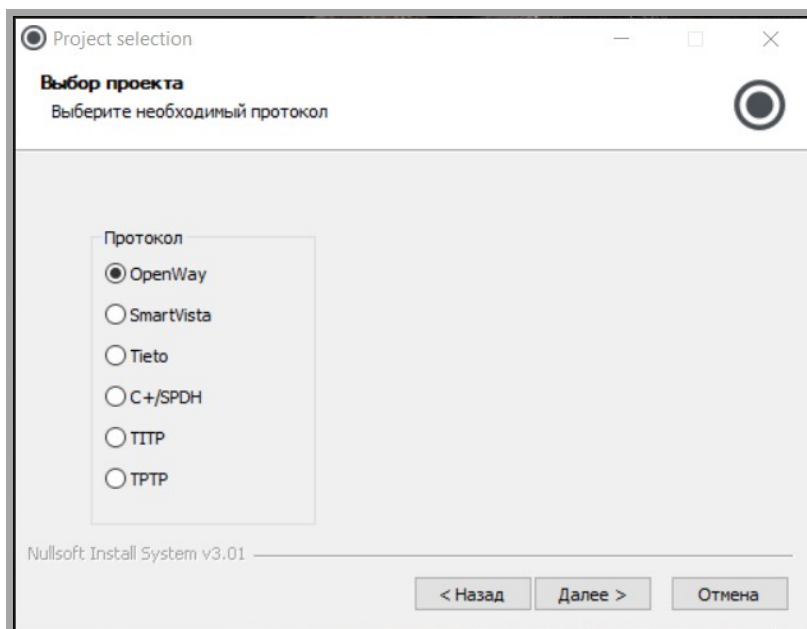 Project selection
Выбор проекта
Выберите необходимый протокол
Протокол
OpenWay
SmartVista
Tieto
C+/SPDH
TITP
TPTP
Nullsoft Install System v3.01
< Назад Далее > Отмена